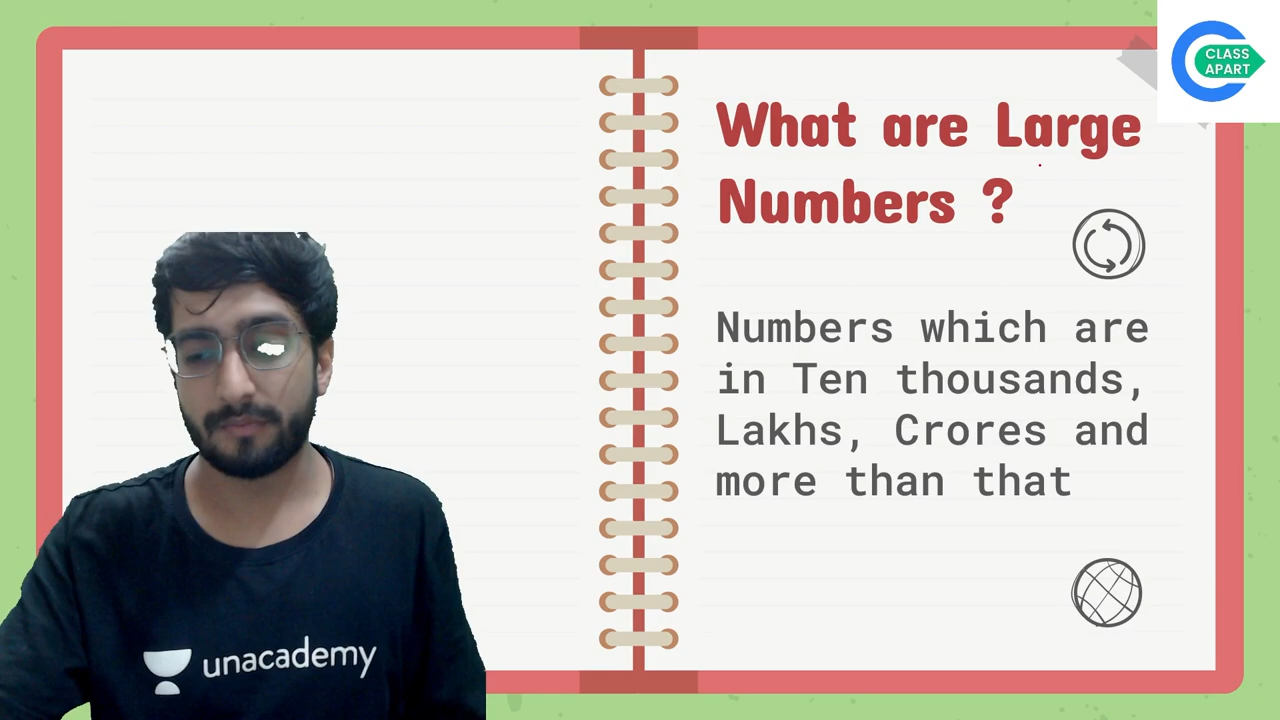 CLASS
APART
What are Large
Numbers ?
Numbers which are
in Ten thousands,
Lakhs, Crores and
more than that
unacademy